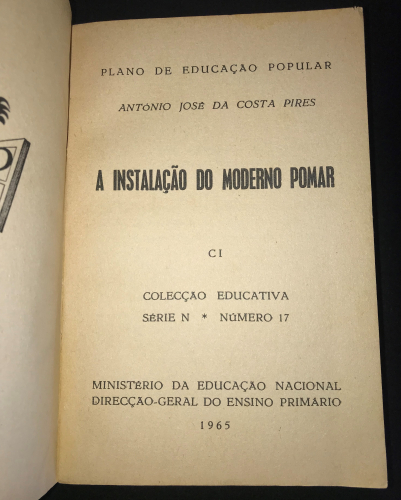 PLANO DE EDUCAÇÃO POPULAR
ANTÓNIO JOSÉ DA COSTA PIRES
A INSTALAÇÃO DO MODERNO POMAR
CI
COLECÇÃO EDUCATIVA
SÉRIE N * NÚMERO 17
MINISTÉRIO DA EDUCAÇÃO NACIONAL
DIRECÇÃO-GERAL DO ENSINO PRIMÁRIO
1965